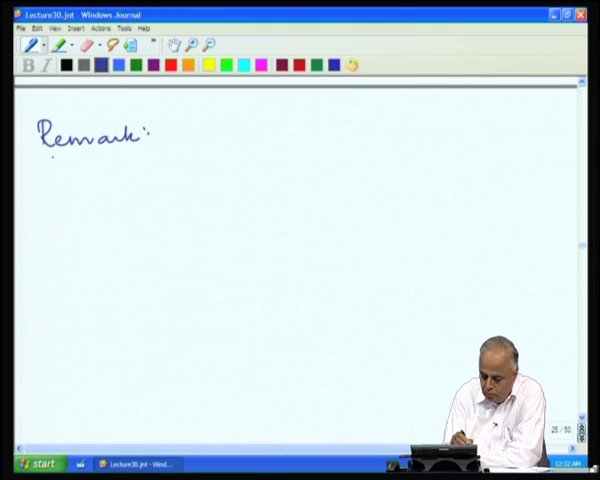 Lecture30.jnt - Windows Journal
File Edit View Insert Actions Tools Help
B I
Remark:
25 / 50
start
Lecture30.jnt - Wind...
12:32 AM